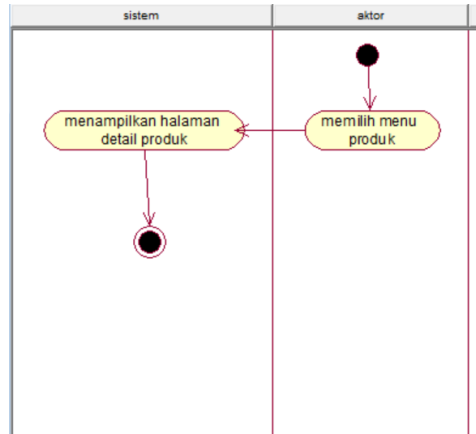 sistem
aktor
menampilkan halaman
detail produk
memilih menu
produk